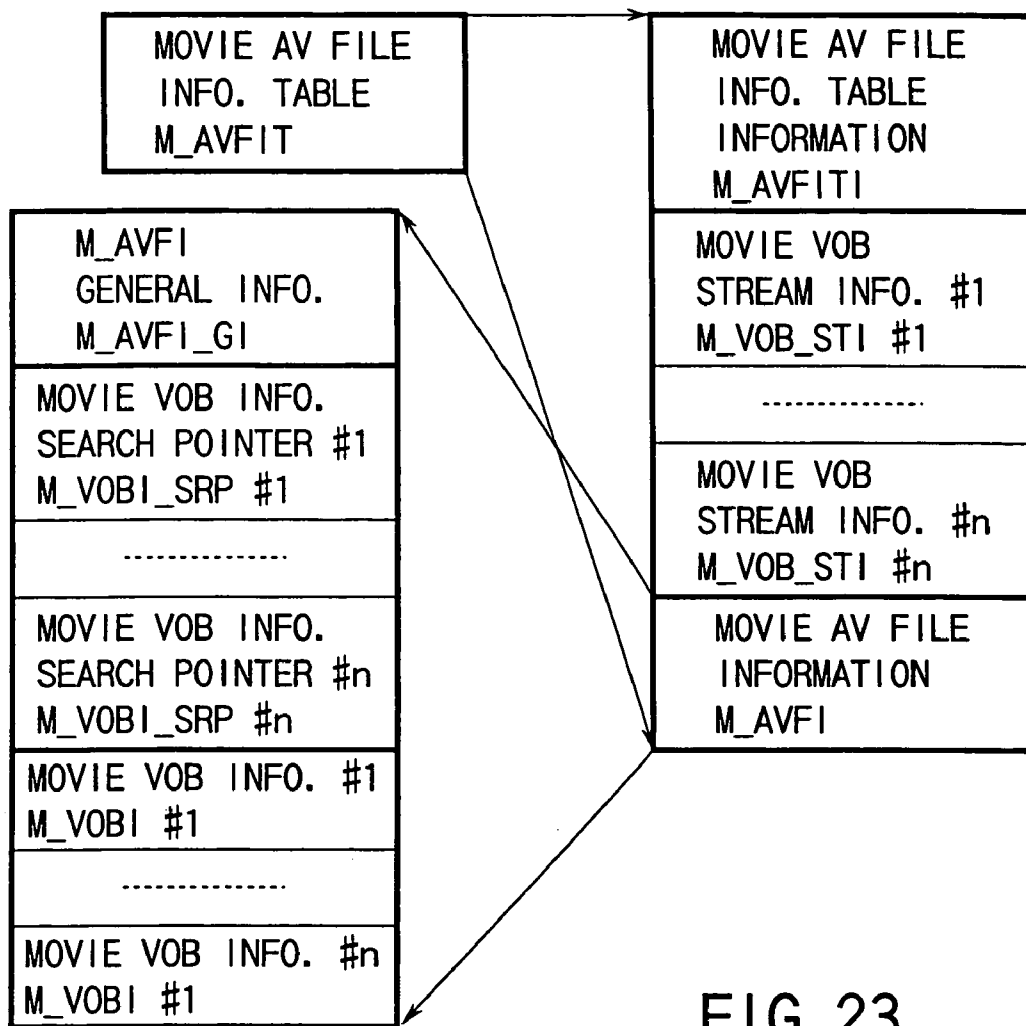 MOVIE AV FILE
INFO. TABLE
M_AVFIT
MOVIE AV FILE
INFO. TABLE
INFORMATION
M_AVFITI
MOVIE VOB
STREAM INFO. #1
M_VOB_STI #1
MOVIE VOB
STREAM INFO. #n
M_VOB_STI #n
MOVIE AV FILE
INFORMATION
M_AVFI
M_AVFI
GENERAL INFO.
M_AVFI_GI
MOVIE VOB INFO.
SEARCH POINTER #1
M_VOBI_SRP #1
MOVIE VOB INFO.
SEARCH POINTER #n
M_VOBI_SRP #n
MOVIE VOB INFO. #1
M_VOBI #1
MOVIE VOB INFO. #n
M_VOBI #1
FIG. 23